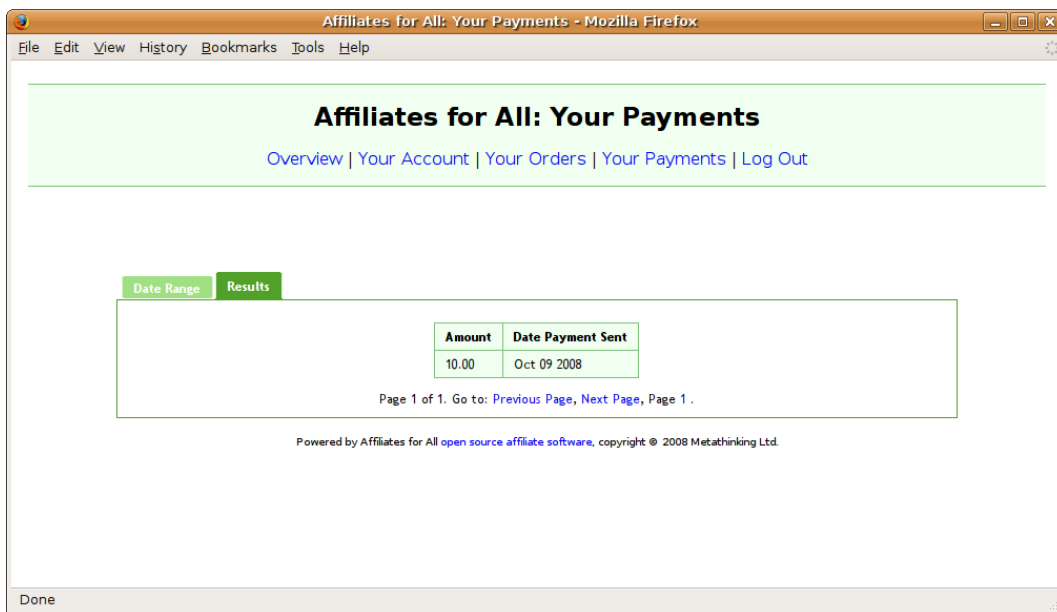 Affiliates for All: Your Payments - Mozilla Firefox
File Edit View History Bookmarks Tools Help
Affiliates for All: Your Payments
Overview | Your Account | Your Orders | Your Payments | Log Out
Date Range Results
Amount Date Payment Sent
10.00 Oct 09 2008
Page 1 of 1. Go to: Previous Page, Next Page, Page 1 .
Powered by Affiliates for All open source affiliate software, copyright © 2008 Metathinking Ltd.
Done